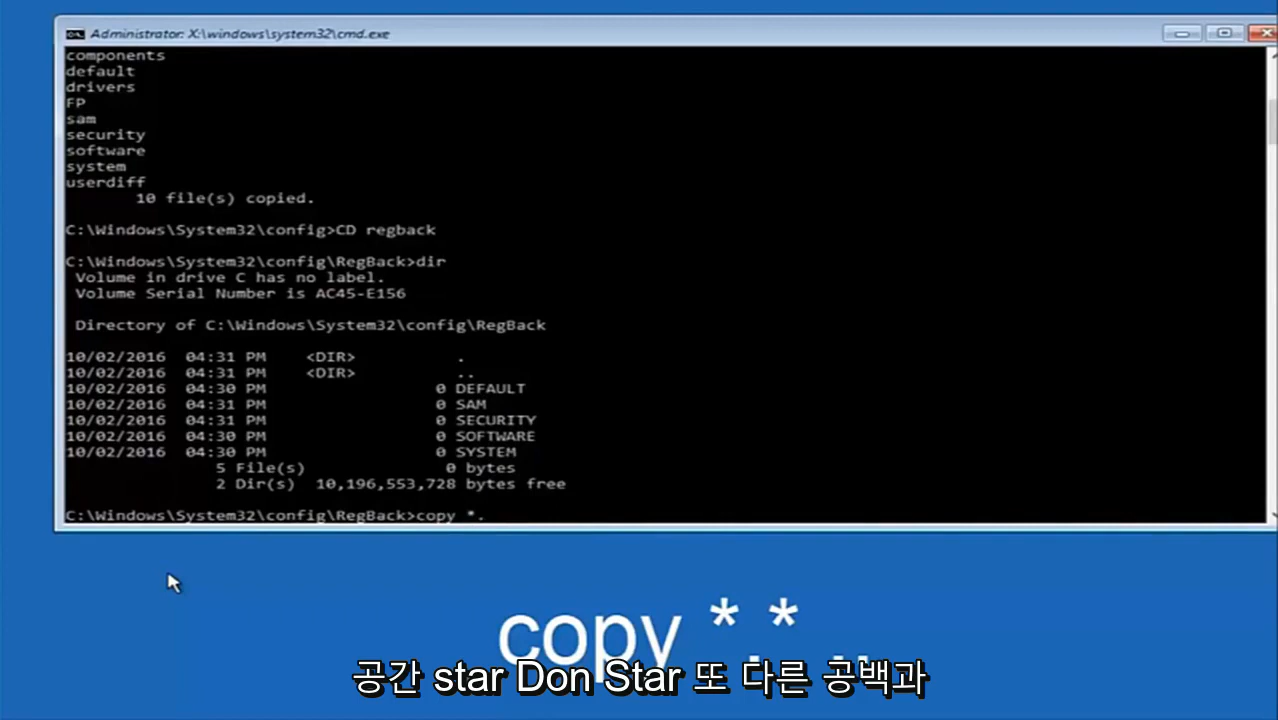 Administrator: X:\windows\system32\cmd.exe
components
default
drivers
FP
sam
security
software
system
userdiff
10 file(s) copied.
C:\Windows\System32\config>CD regback
C:\Windows\System32\config\RegBack>dir
Volume in drive C has no label.
Volume Serial Number is AC45-E156
Directory of C:\Windows\System32\config\RegBack
10/02/2016 04:31 PM <DIR> .
10/02/2016 04:31 PM <DIR> ..
10/02/2016 04:30 PM 0 DEFAULT
10/02/2016 04:31 PM 0 SAM
10/02/2016 04:31 PM 0 SECURITY
10/02/2016 04:30 PM 0 SOFTWARE
10/02/2016 04:30 PM 0 SYSTEM
5 File(s) 0 bytes
2 Dir(s) 10,196,553,728 bytes free
C:\Windows\System32\config\RegBack>copy *.
copy *.* ..
공간 star Don Star 또 다른 공백과